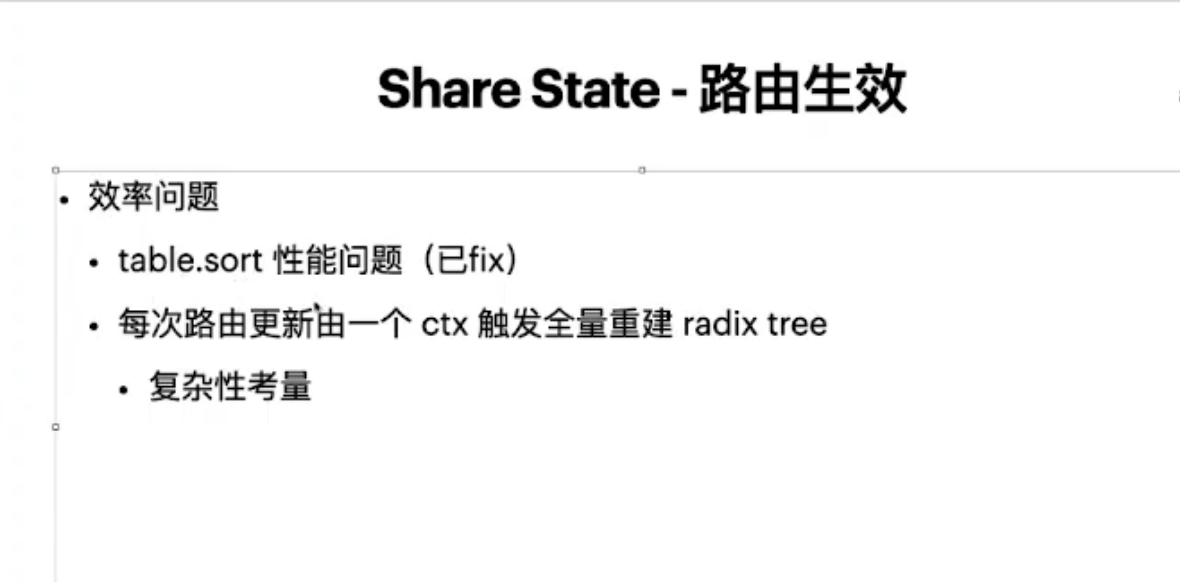 Share State - 路由生效
• 效率问题
• table.sort 性能问题（已fix）
• 每次路由更新由一个 ctx 触发全量重建 radix tree
• 复杂性考量